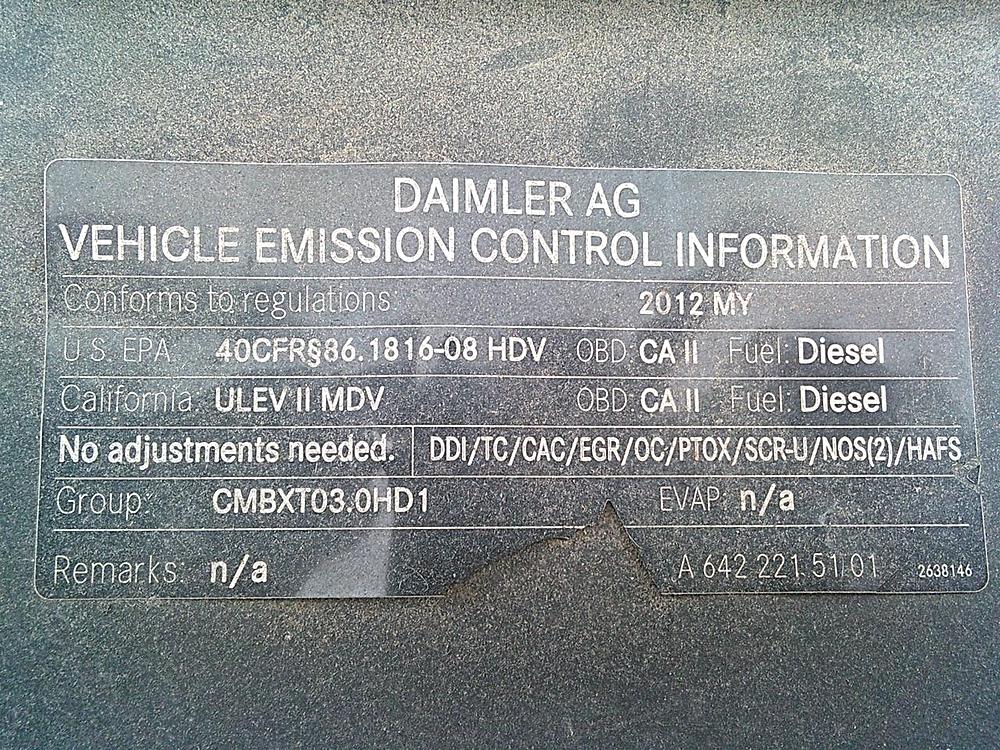 DAIMLER AG
VEHICLE EMISSION CONTROL INFORMATION
Conforms to regulations: 2012 MY
U.S. EPA: 40CFR§86.1816-08 HDV OBD: CA II Fuel: Diesel
California: ULEV II MDV OBD: CA II Fuel: Diesel
No adjustments needed. DDI/TC/CAC/EGR/OC/PTOX/SCR-U/NOS(2)/HAFS
Group: CMBXT03.0HD1 EVAP: n/a
Remarks: n/a A 642 221 51 01 2638146